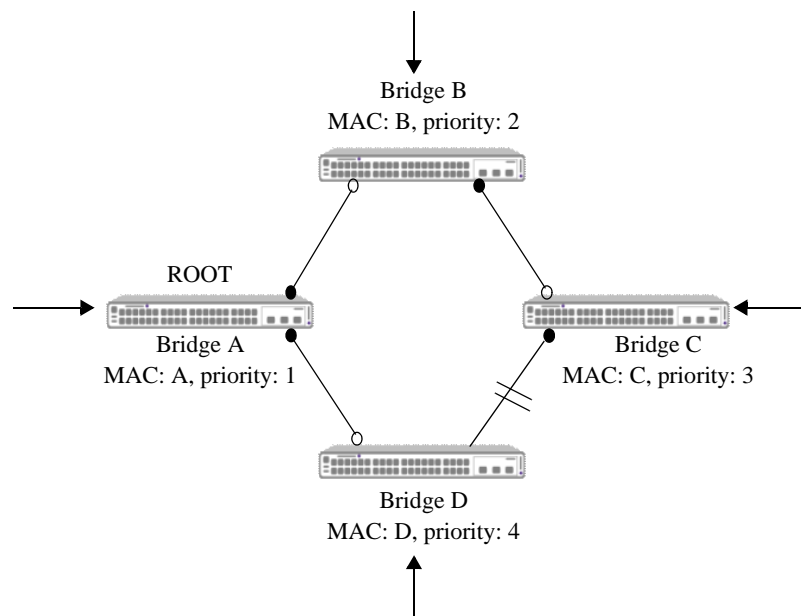 Bridge B
MAC: B, priority: 2
ROOT
Bridge A
MAC: A, priority: 1
Bridge C
MAC: C, priority: 3
Bridge D
MAC: D, priority: 4